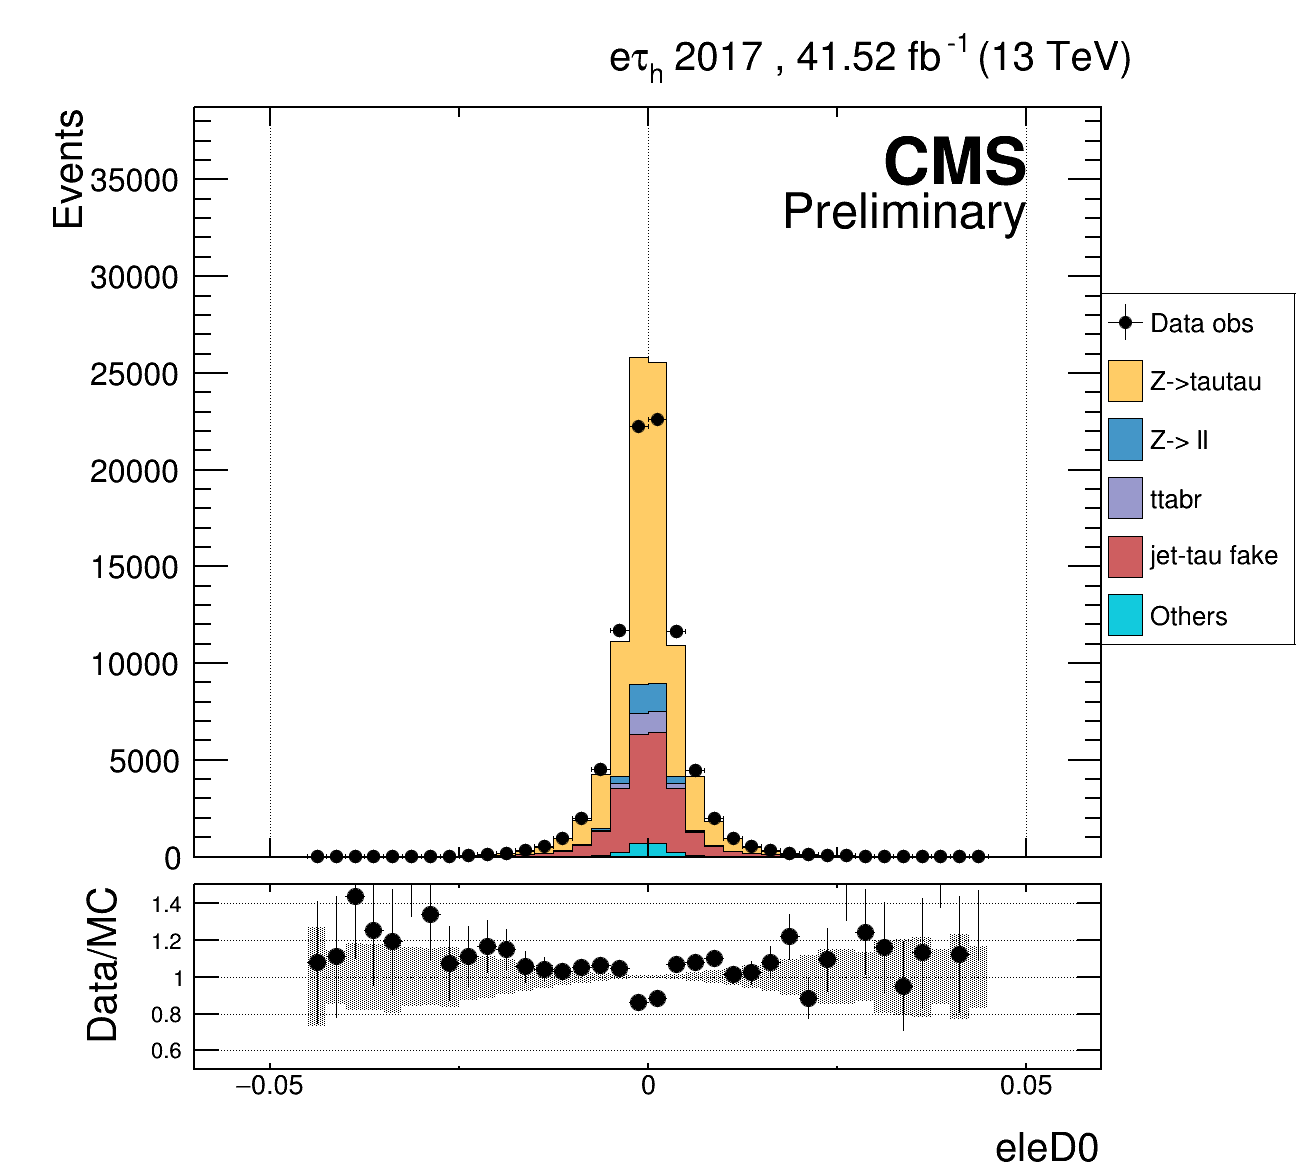 eτh 2017 , 41.52 fb-1 (13 TeV)
Events
CMS
Preliminary
35000
30000
25000
20000
15000
10000
5000
0
Data obs
Z->tautau
Z-> ll
ttabr
jet-tau fake
Others
Data/MC
1.4
1.2
1
0.8
0.6
−0.05
0
0.05
eleD0